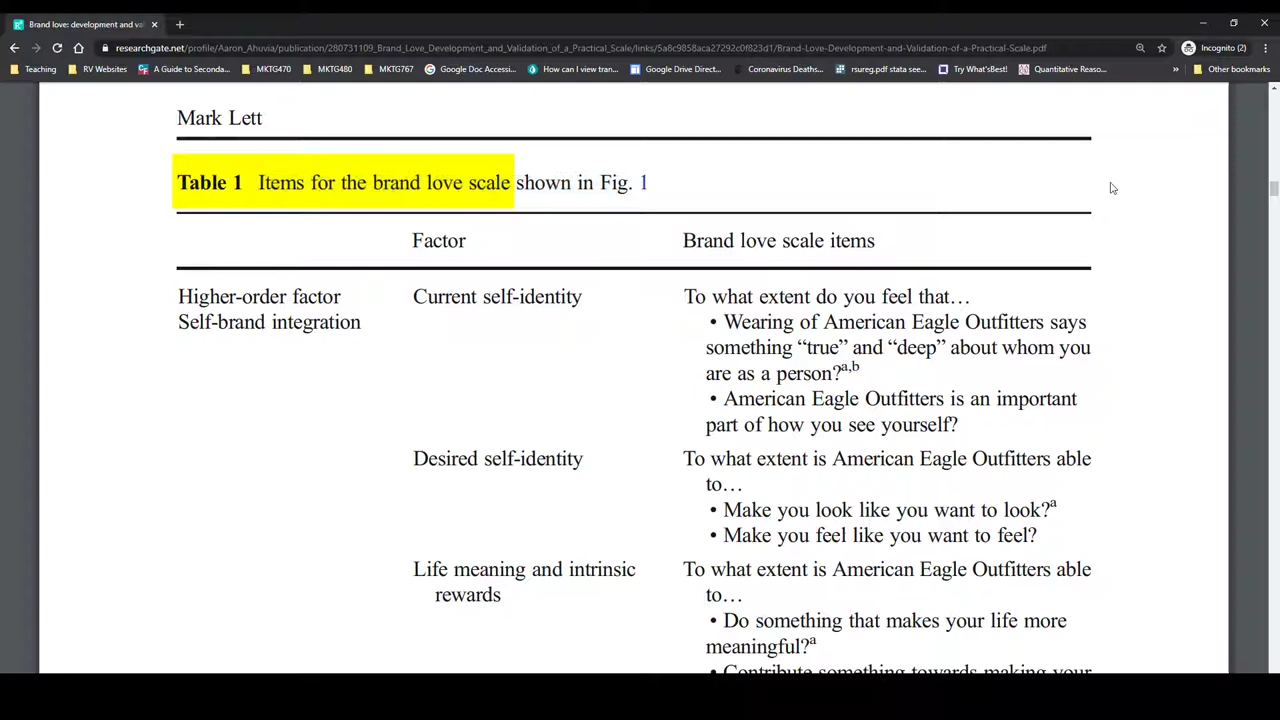 Brand love: development and val
researchgate.net/profile/Aaron_Ahuvia/publication/280731109_Brand_Love_Development_and_Validation_of_a_Practical_Scale/links/5a8c9858aca27292c0f823d1/Brand-Love-Development-and-Validation-of-a-Practical-Scale.pdf
Incognito (2)
Teaching RV Websites A Guide to Seconda... MKTG470 MKTG480 MKTG767 Google Doc Accessi... How can I view tran... Google Drive Direct... Coronavirus Deaths... rsureg.pdf stata see... Try What'sBest! Quantitative Reaso... » Other bookmarks
Mark Lett
Table 1 Items for the brand love scale shown in Fig. 1
Factor Brand love scale items
Higher-order factor Current self-identity To what extent do you feel that…
Self-brand integration • Wearing of American Eagle Outfitters says
something “true” and “deep” about whom you
are as a person?a,b
• American Eagle Outfitters is an important
part of how you see yourself?
Desired self-identity To what extent is American Eagle Outfitters able
to…
• Make you look like you want to look?a
• Make you feel like you want to feel?
Life meaning and intrinsic To what extent is American Eagle Outfitters able
rewards to…
• Do something that makes your life more
meaningful?a
• Contribute something towards making your